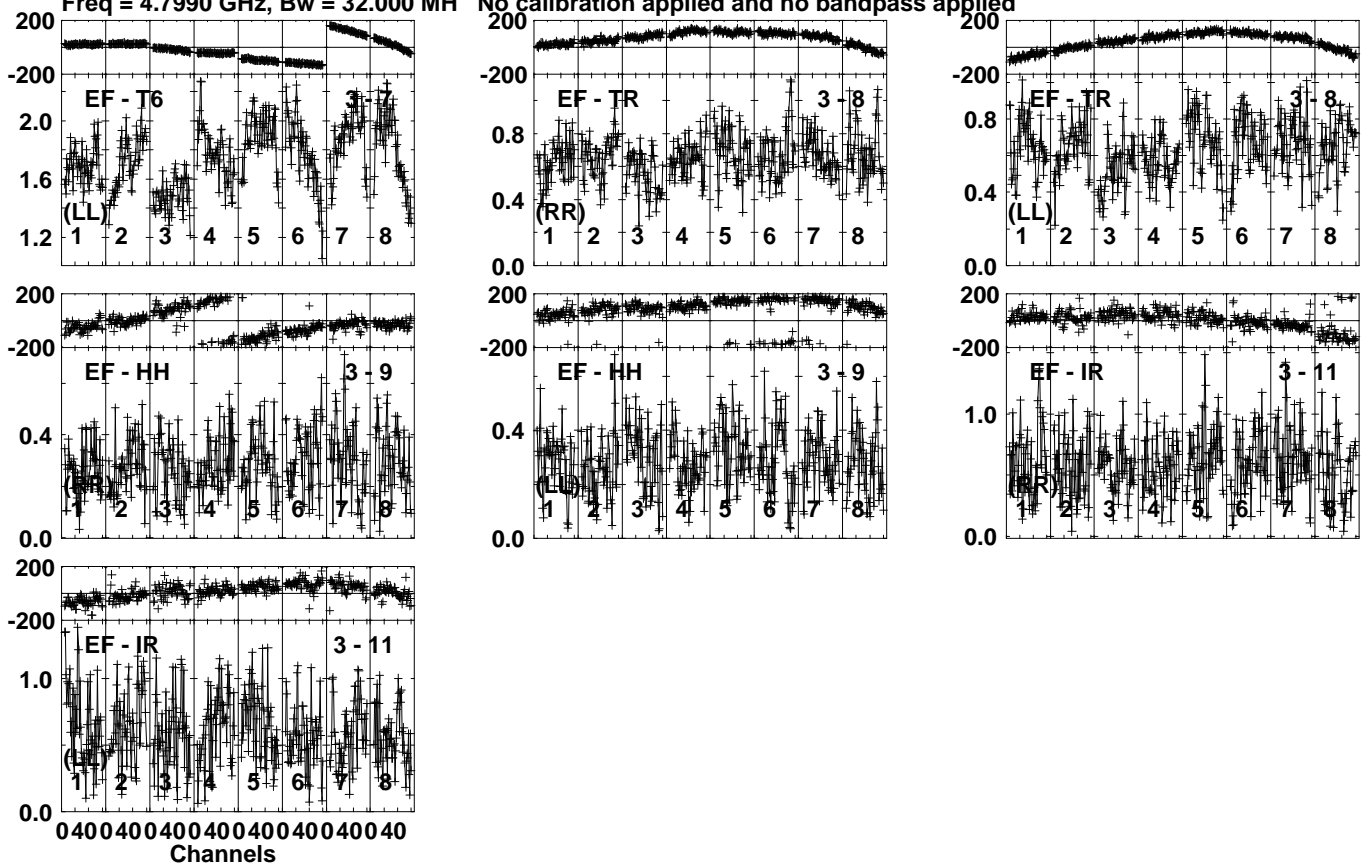 Freq = 4.7990 GHz, Bw = 32.000 MH No calibration applied and no bandpass applied
200
-200
EF - T6 3 - 7
2.0
1.6
(LL)
1.2
1 2 3 4 5 6 7 8
200
-200
EF - TR 3 - 8
0.8
0.4
(RR)
1 2 3 4 5 6 7 8
0.0
200
-200
EF - TR 3 - 8
0.8
0.4
(LL)
1 2 3 4 5 6 7 8
0.0
200
-200
EF - HH 3 - 9
0.4
(RR)
1 2 3 4 5 6 7 8
0.0
200
-200
EF - HH 3 - 9
0.4
(LL)
1 2 3 4 5 6 7 8
0.0
200
-200
EF - IR 3 - 11
1.0
(RR)
1 2 3 4 5 6 7 8
0.0
200
-200
EF - IR 3 - 11
1.0
(LL)
1 2 3 4 5 6 7 8
0.0
0 40 0 40 0 40 0 40 0 40 0 40 0 40 0 40
Channels